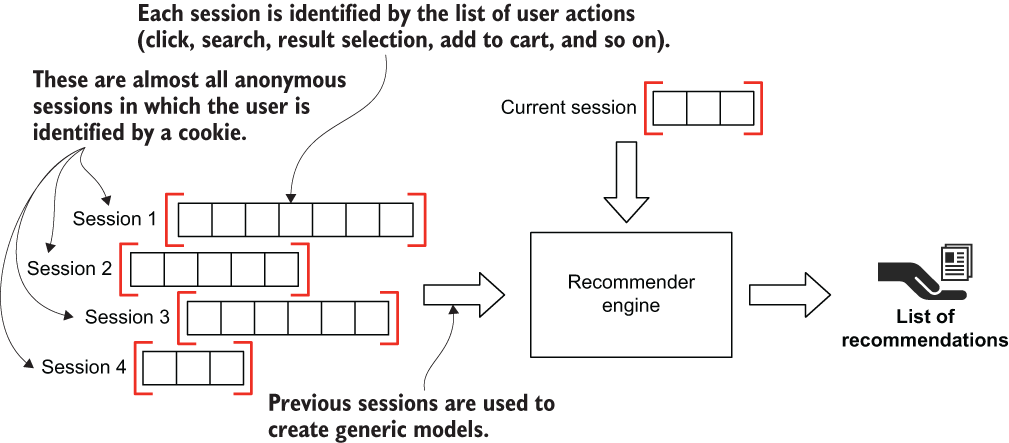 Each session is identified by the list of user actions
(click, search, result selection, add to cart, and so on).
These are almost all anonymous
sessions in which the user is
identified by a cookie.
Current session
Session 1
Session 2
Session 3
Session 4
Recommender
engine
List of
recommendations
Previous sessions are used to
create generic models.